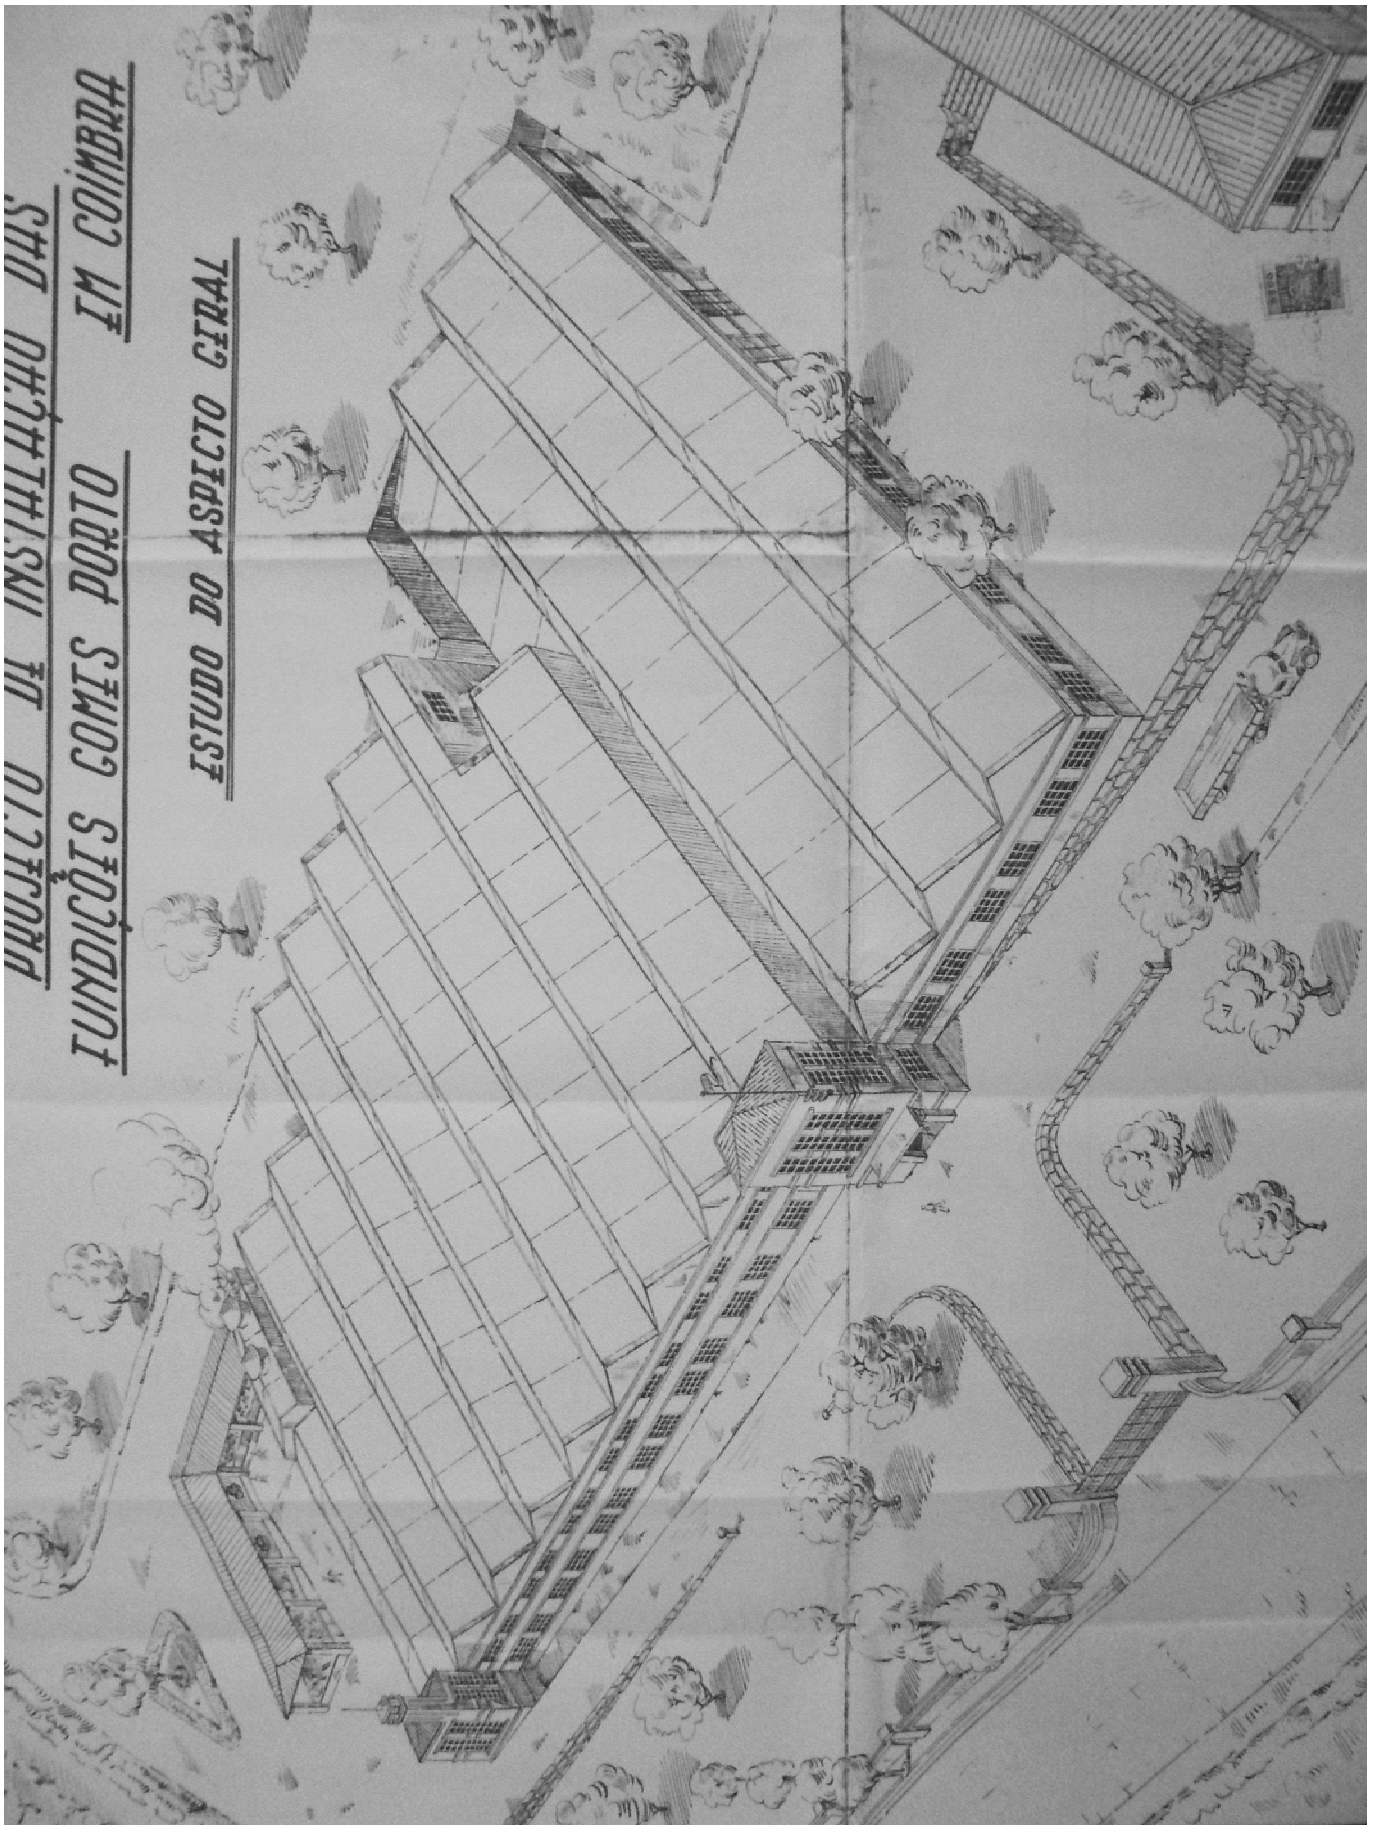 PROJECTO DE INSTALAÇÃO DAS
FUNDIÇÕES GOMES PORTO EM COIMBRA
ESTUDO DO ASPECTO GERAL